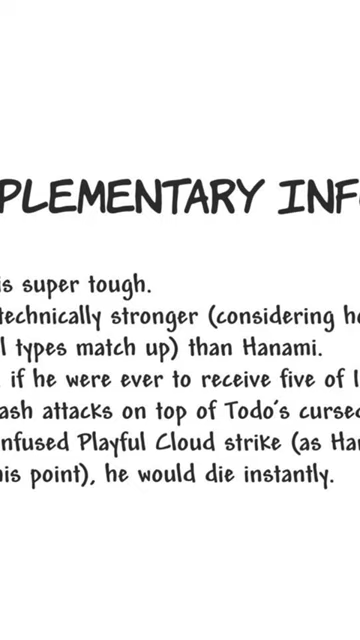 PLEMENTARY INF
is super tough.
technically stronger (considering ho
l types match up) than Hanami.
if he were ever to receive five of I
ash attacks on top of Todo's cursed
nfused Playful Cloud strike (as Han
his point), he would die instantly.